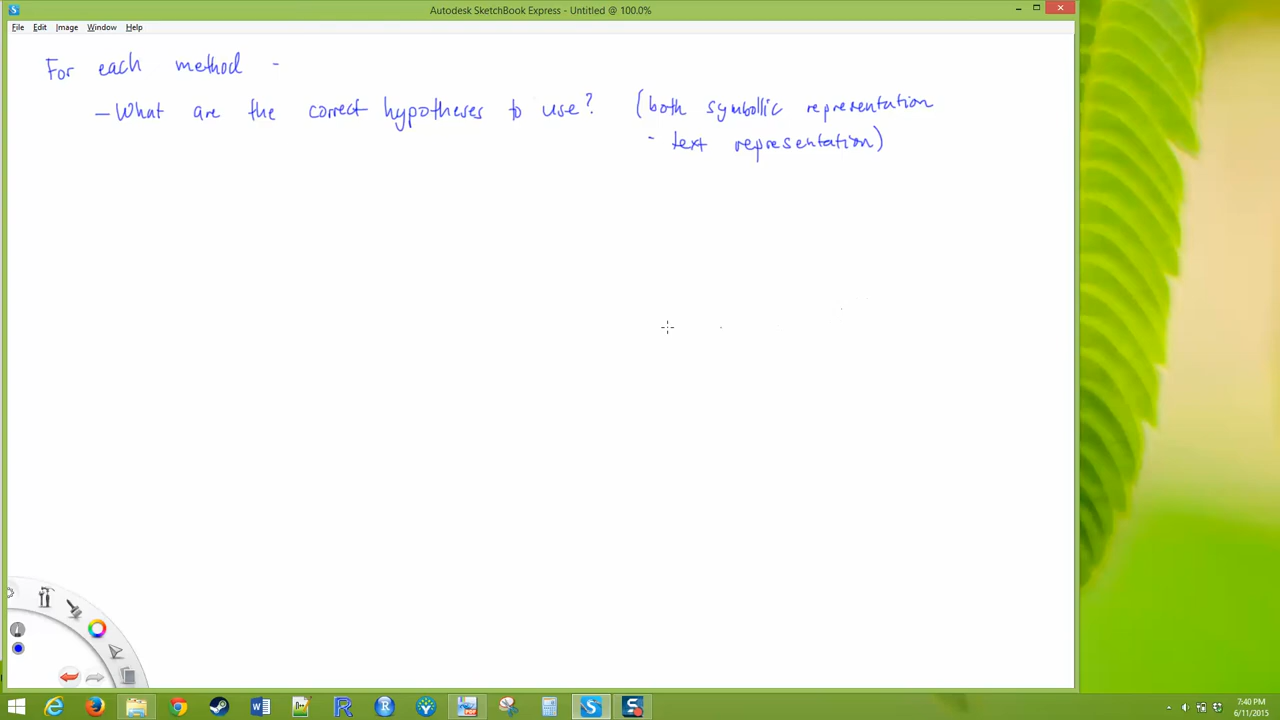 Autodesk SketchBook Express - Untitled @ 100.0%
File Edit Image Window Help
For each method -
- What are the correct hypotheses to use? (both symbollic representation
- text representation)
7:40 PM
6/11/2015